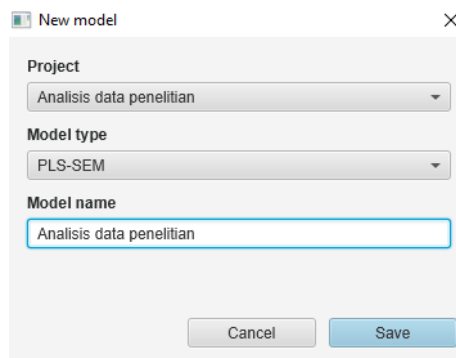 New model
Project
Analisis data penelitian
Model type
PLS-SEM
Model name
Analisis data penelitian
Cancel
Save